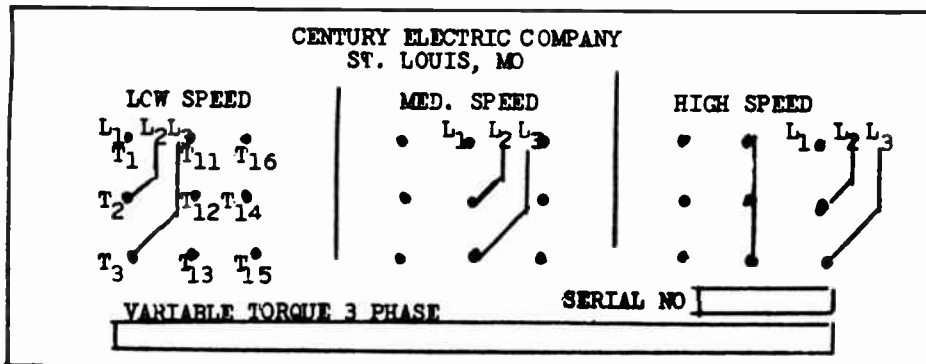 CENTURY ELECTRIC COMPANY
ST. LOUIS, MO
LCW SPEED
MED. SPEED
HIGH SPEED
L1 L2 L3
L1 L2 L3
L1 L2 L3
T1 T11 T16
T2 T12 T14
T3 T13 T15
SERIAL NO
VARIABLE TORQUE 3 PHASE